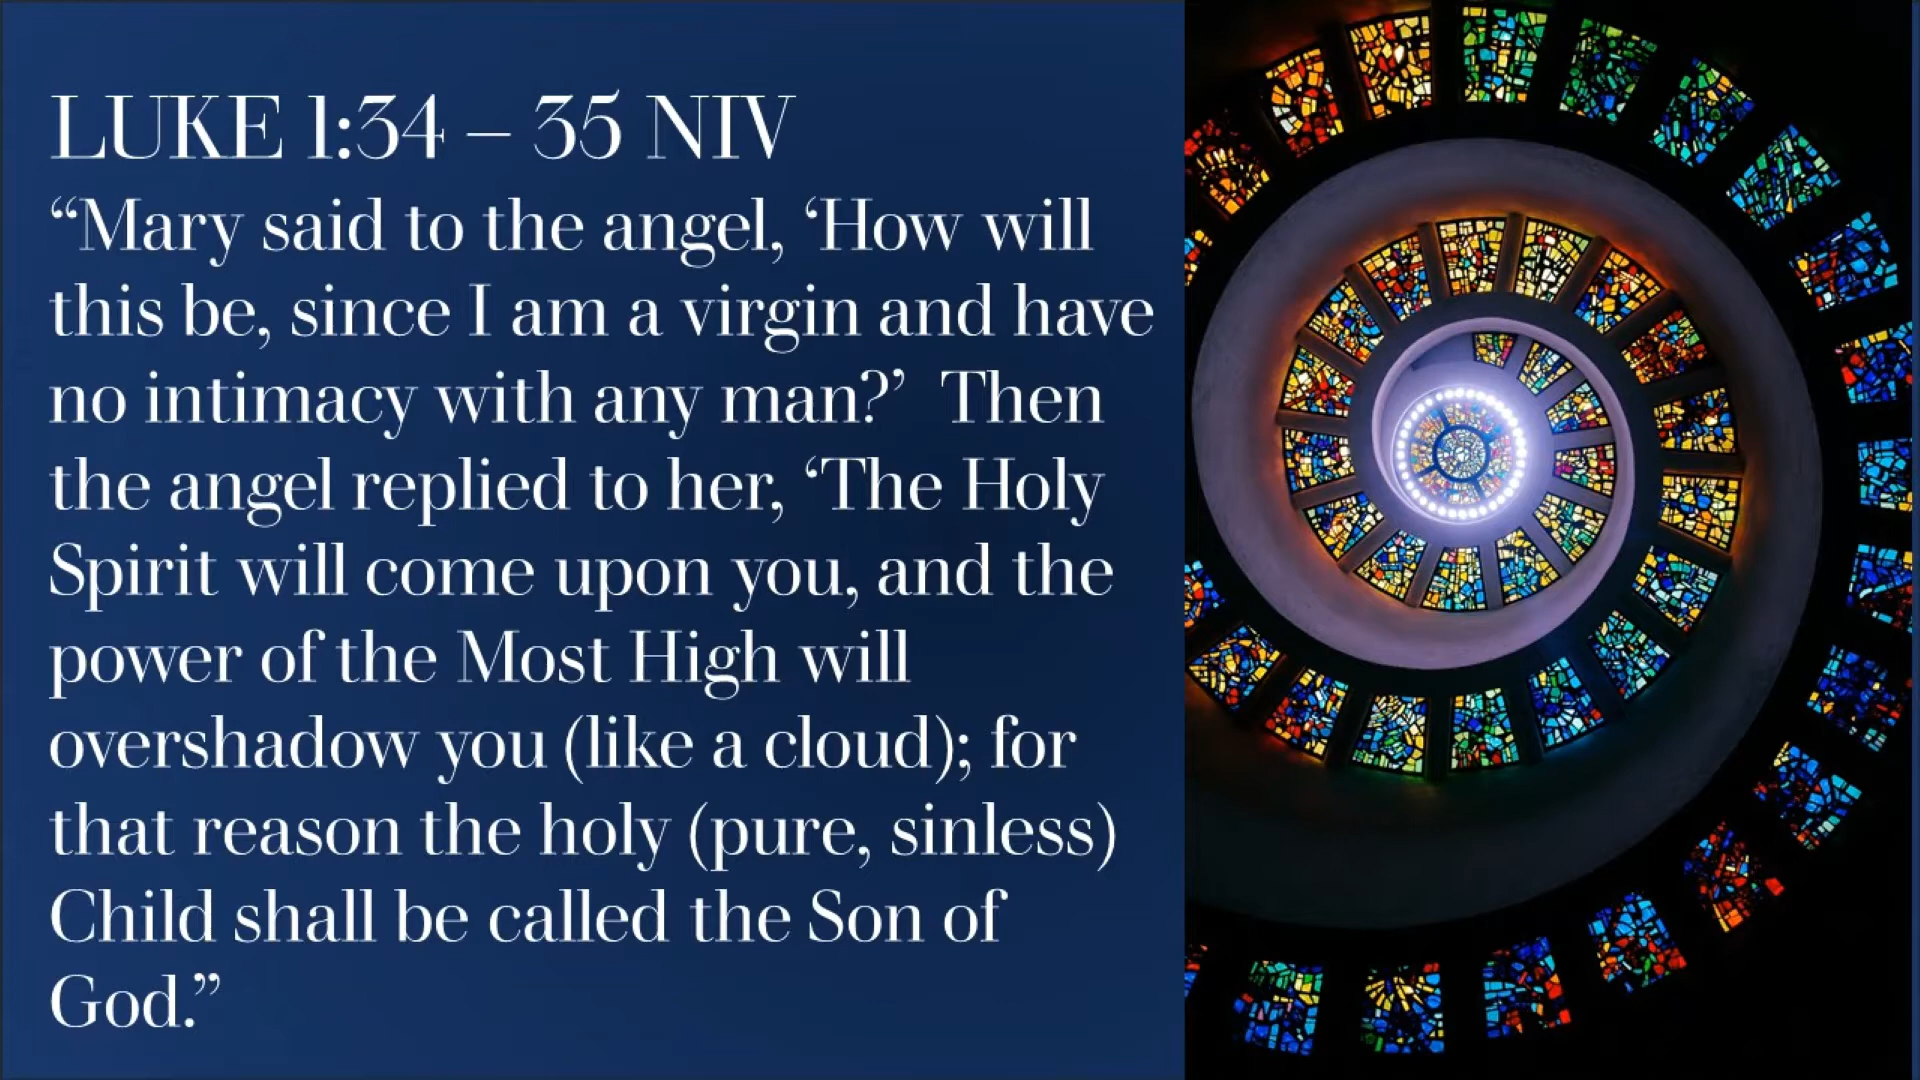 LUKE 1:34 – 35 NIV
“Mary said to the angel, ‘How will
this be, since I am a virgin and have
no intimacy with any man?’ Then
the angel replied to her, ‘The Holy
Spirit will come upon you, and the
power of the Most High will
overshadow you (like a cloud); for
that reason the holy (pure, sinless)
Child shall be called the Son of
God.”